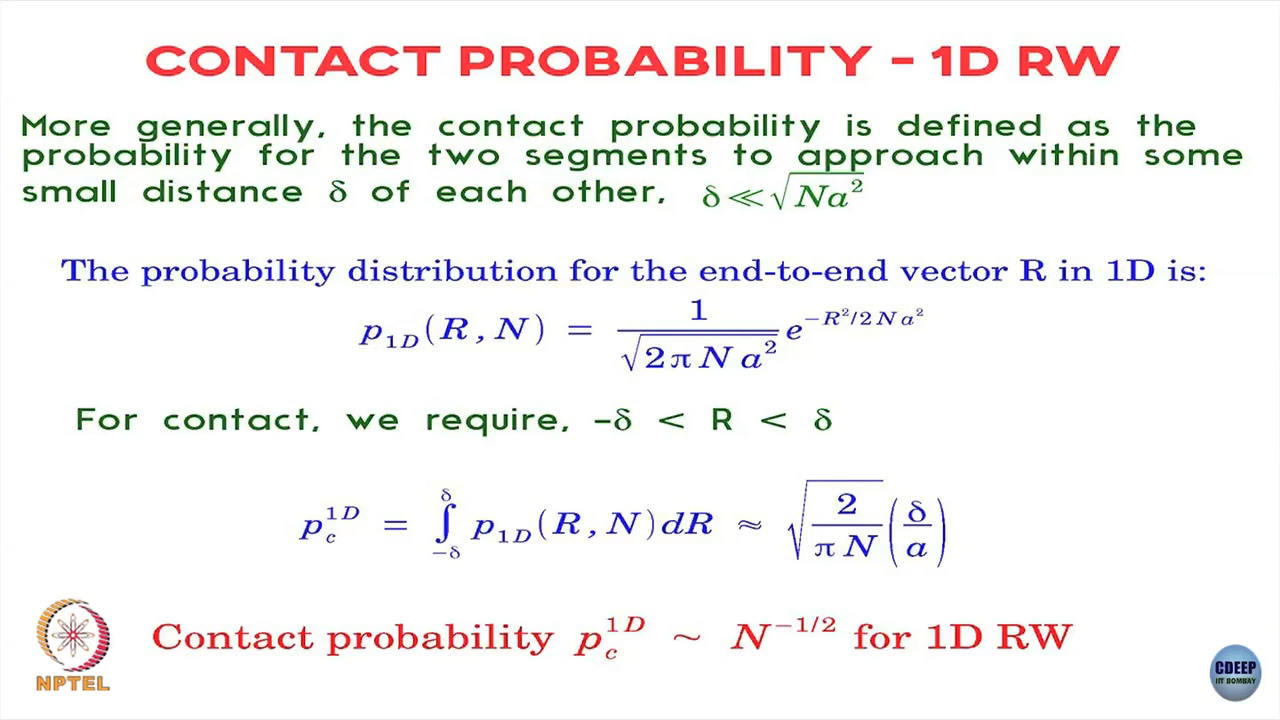 CONTACT PROBABILITY - 1D RW
More generally, the contact probability is defined as the
probability for the two segments to approach within some
small distance δ of each other, δ ≪ √(Na²)
The probability distribution for the end-to-end vector R in 1D is:
p₁D(R, N) = 1/√(2πNa²) e^(−R²/2Na²)
For contact, we require, -δ < R < δ
p_c^1D = ∫_−δ^δ p₁D(R, N)dR ≈ √(2/πN) (δ/a)
Contact probability p_c^1D ~ N^−1/2 for 1D RW
NPTEL
CDEEP
IIT BOMBAY